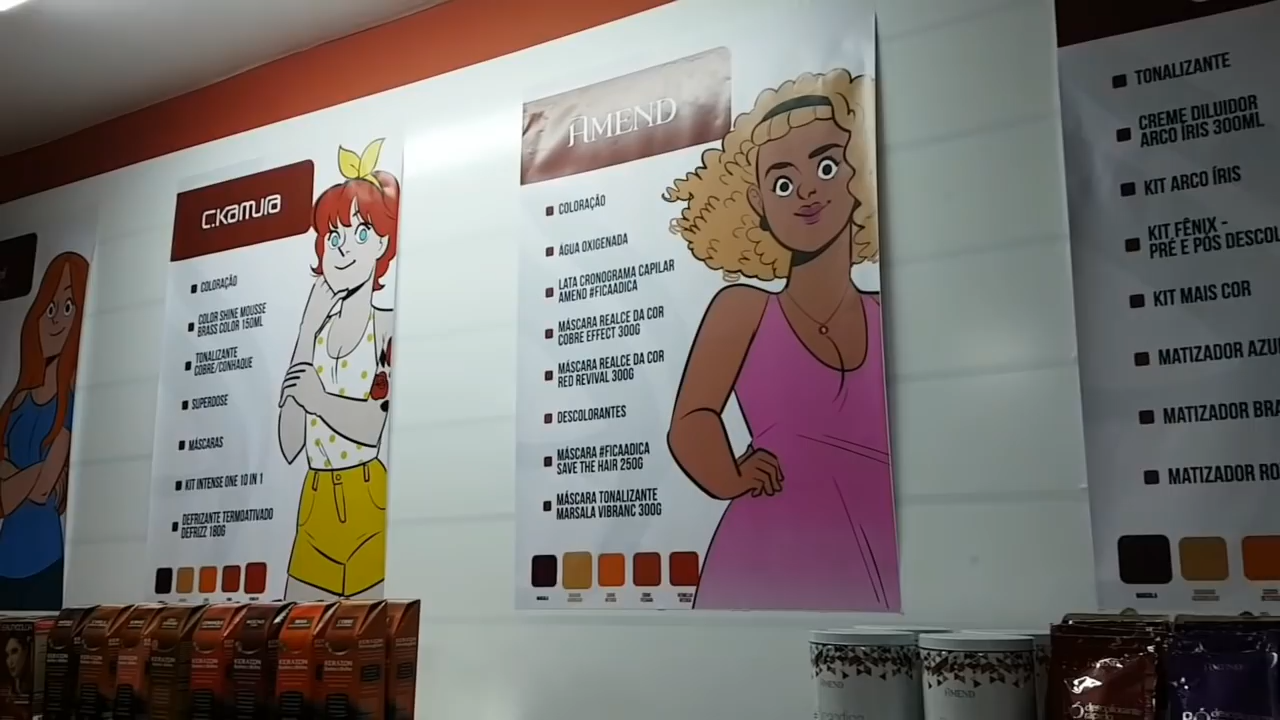 C.KAMURA
COLORAÇÃO
COLOR SHINE MOUSSE
BRASS COLOR 150ML
TONALIZANTE
COBRE/CONHAQUE
SUPERDOSE
MÁSCARAS
KIT INTENSE ONE 10 IN 1
DEFRIZANTE TERMOATIVADO
DEFRIZZ 180G
AMEND
COLORAÇÃO
ÁGUA OXIGENADA
LATA CRONOGRAMA CAPILAR
AMEND #FICAADICA
MÁSCARA REALCE DA COR
COBRE EFFECT 300G
MÁSCARA REALCE DA COR
RED REVIVAL 300G
DESCOLORANTES
MÁSCARA #FICAADICA
SAVE THE HAIR 250G
MÁSCARA TONALIZANTE
MARSALA VIBRANC 300G
MARSALA
TONALIZANTE
CREME DILUIDOR
ARCO ÍRIS 300ML
KIT ARCO ÍRIS
KIT FÊNIX -
PRÉ E PÓS DESCOL
KIT MAIS COR
MATIZADOR AZU
MATIZADOR BRA
MATIZADOR RO
MARSALA
AMEND
AMEND